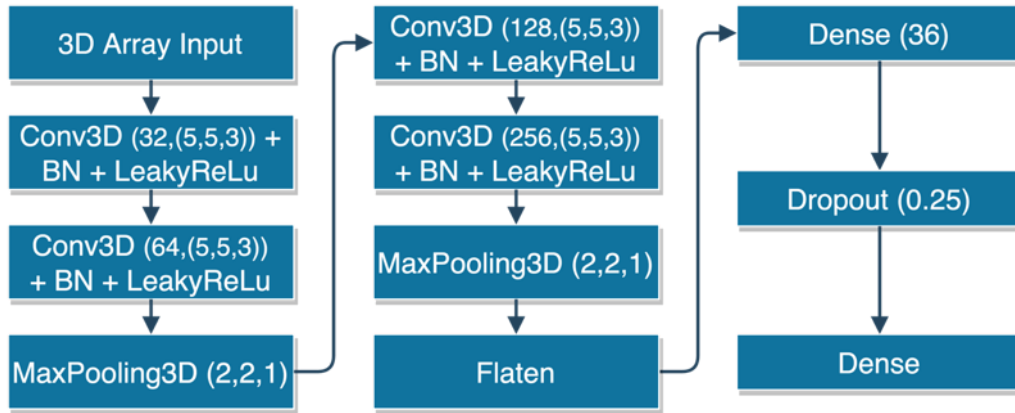 3D Array Input
Conv3D (32,(5,5,3)) +
BN + LeakyReLu
Conv3D (64,(5,5,3))
+ BN + LeakyReLu
MaxPooling3D (2,2,1)
Conv3D (128,(5,5,3))
+ BN + LeakyReLu
Conv3D (256,(5,5,3))
+ BN + LeakyReLu
MaxPooling3D (2,2,1)
Flaten
Dense (36)
Dropout (0.25)
Dense